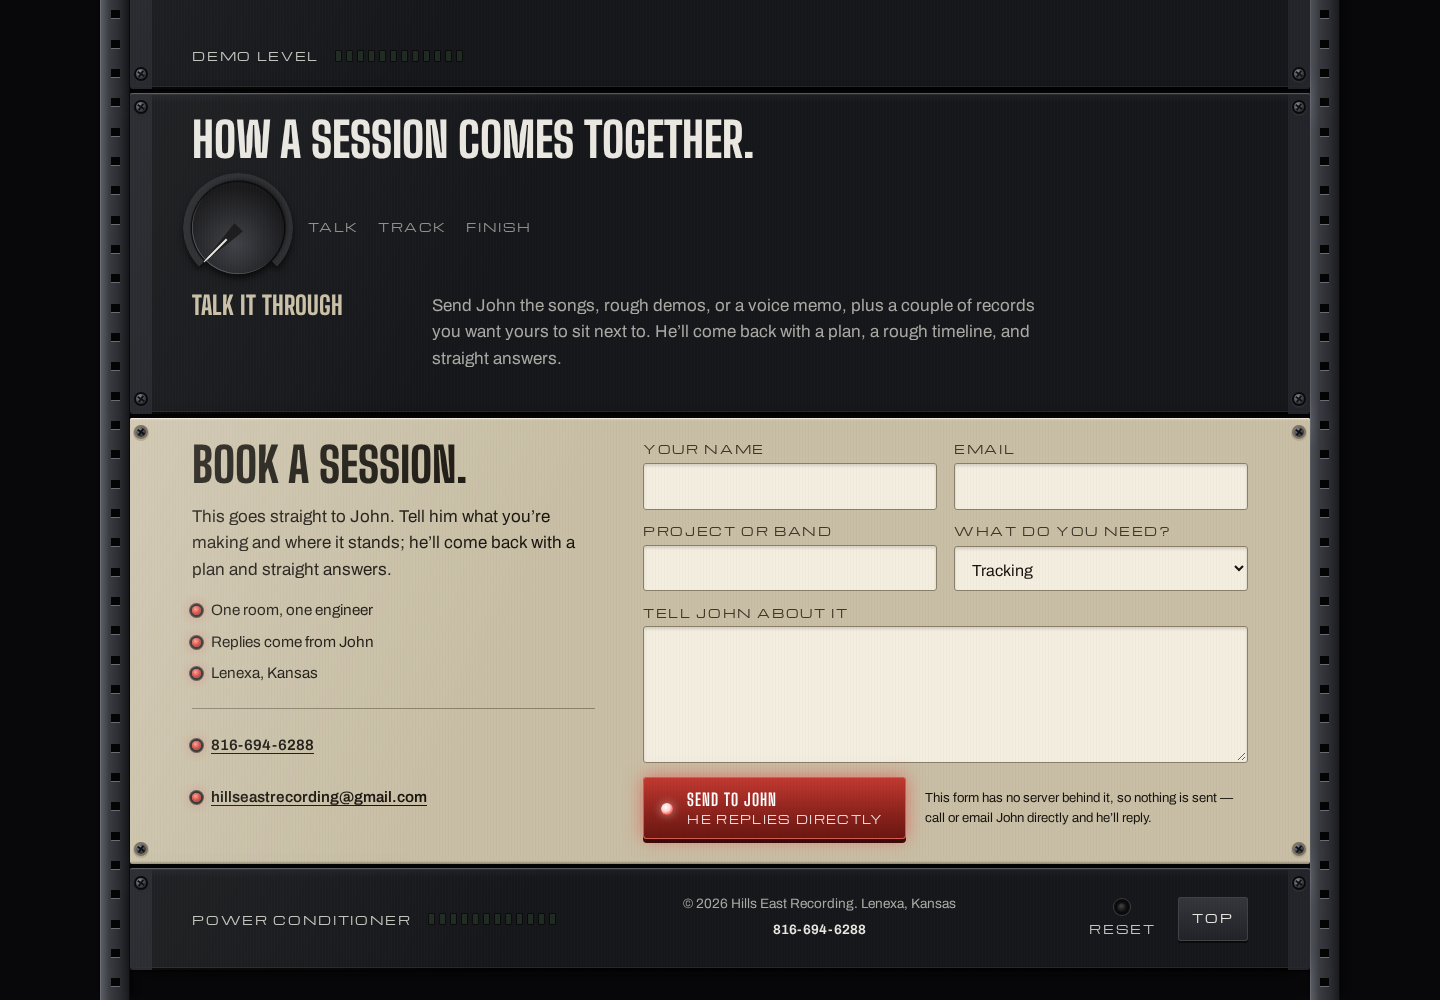 DEMO LEVEL
HOW A SESSION COMES TOGETHER.
TALK TRACK FINISH
TALK IT THROUGH
Send John the songs, rough demos, or a voice memo, plus a couple of records
you want yours to sit next to. He’ll come back with a plan, a rough timeline, and
straight answers.
BOOK A SESSION.
This goes straight to John. Tell him what you’re
making and where it stands; he’ll come back with a
plan and straight answers.
One room, one engineer
Replies come from John
Lenexa, Kansas
816-694-6288
hillseastrecording@gmail.com
YOUR NAME
EMAIL
PROJECT OR BAND
WHAT DO YOU NEED?
Tracking
TELL JOHN ABOUT IT
SEND TO JOHN
HE REPLIES DIRECTLY
This form has no server behind it, so nothing is sent —
call or email John directly and he’ll reply.
POWER CONDITIONER
© 2026 Hills East Recording. Lenexa, Kansas
816-694-6288
RESET
TOP